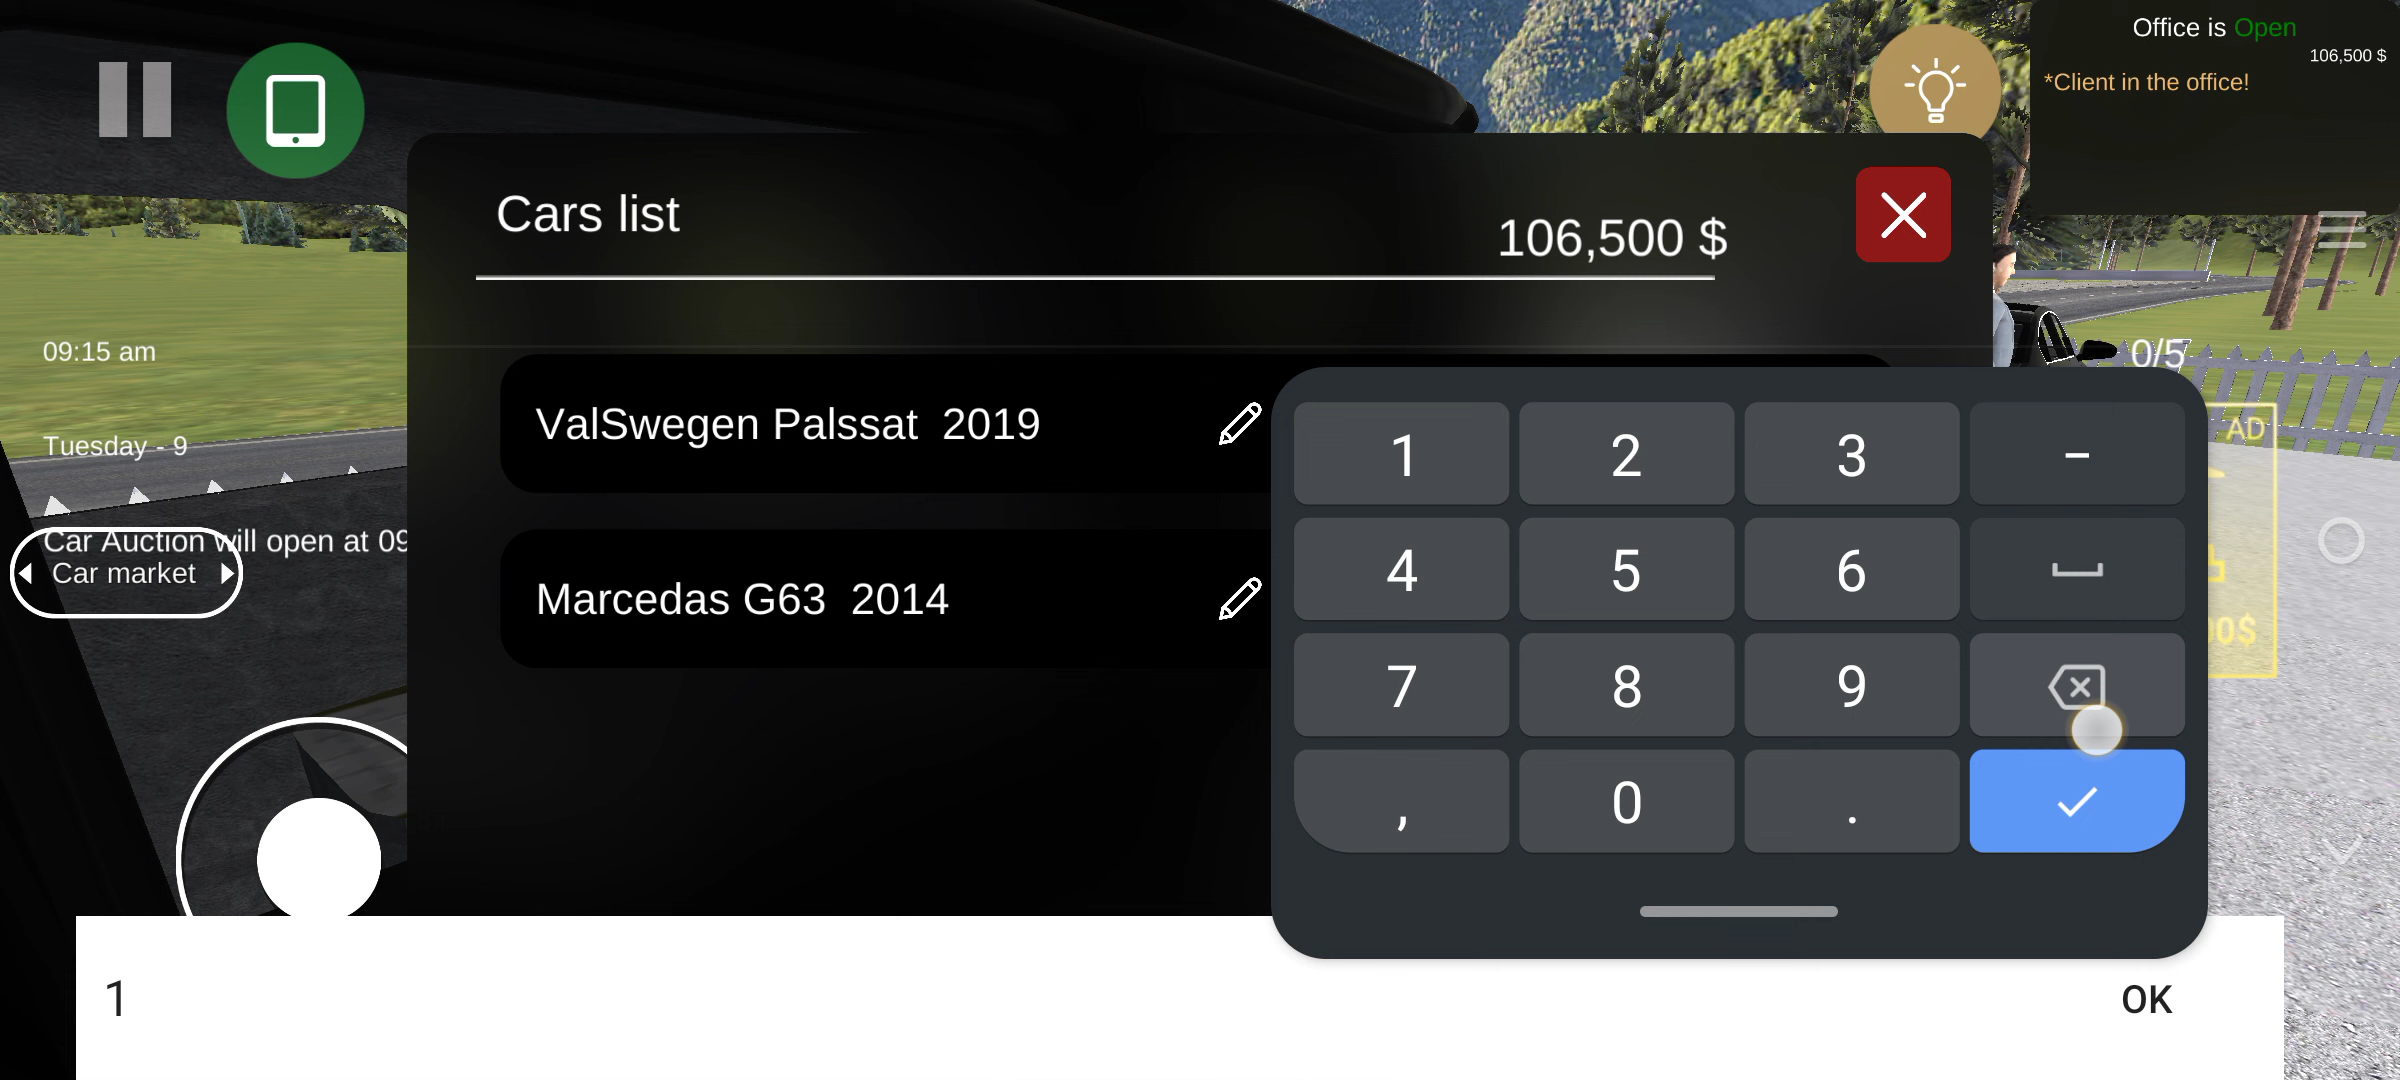 Office is Open
106,500 $
*Client in the office!
Cars list
106,500 $
09:15 am
0/5
ValSwegen Palssat 2019
Tuesday - 9
AD
Car Auction will open at 09
Car market
Marcedas G63 2014
1 2 3 –
4 5 6
7 8 9
, 0 .
0$
1
OK